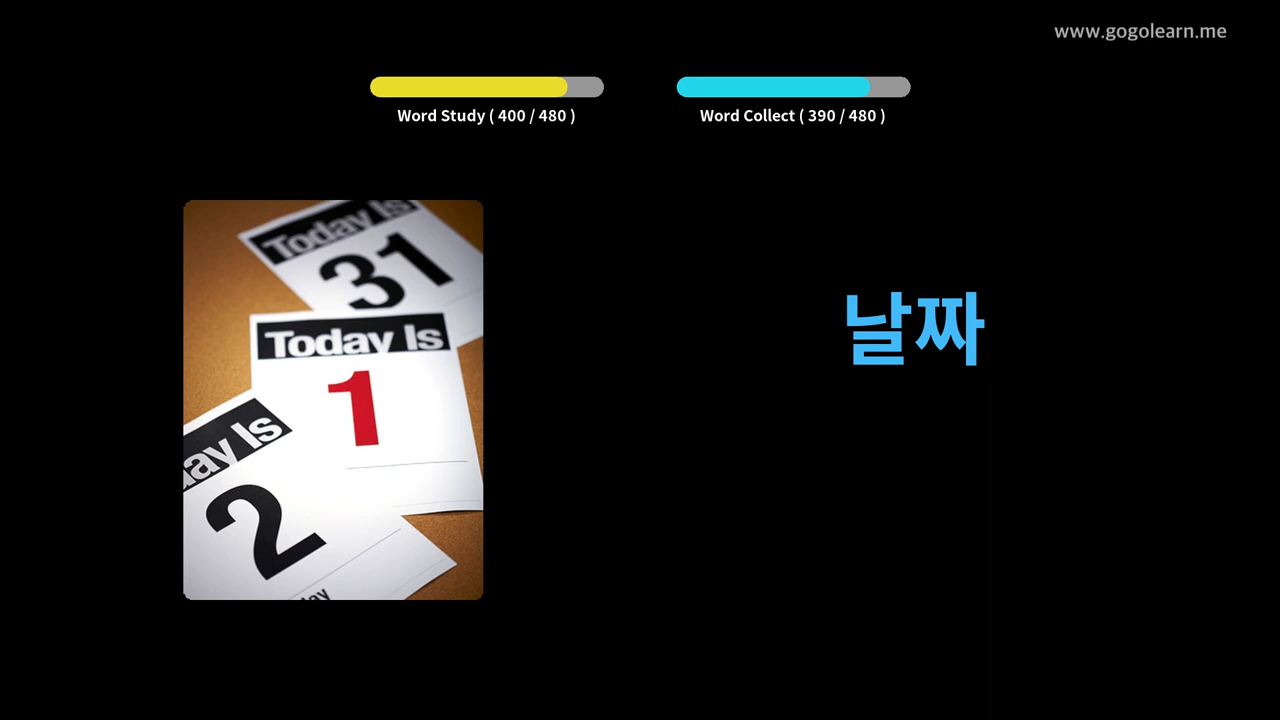 www.gogolearn.me
Word Study ( 400 / 480 )
Word Collect ( 390 / 480 )
Today Is
31
Today Is
1
ay Is
2
날짜